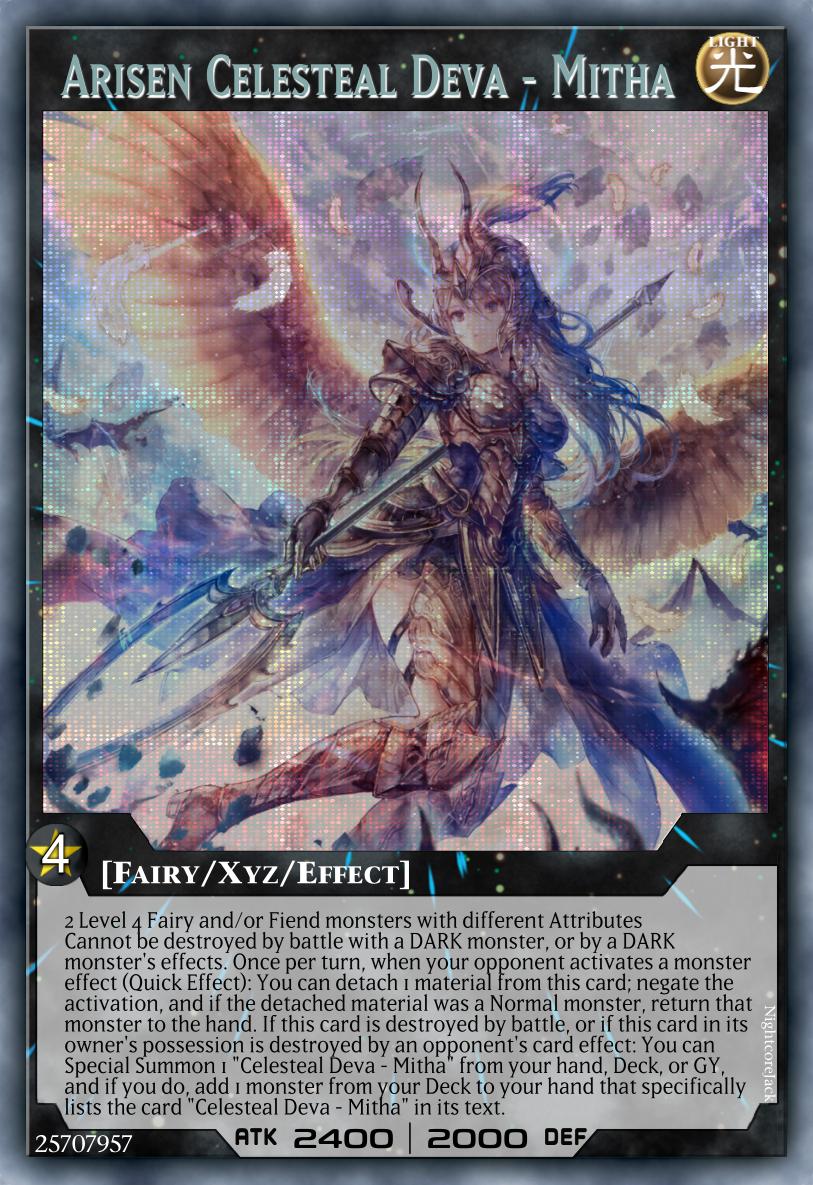 ARISEN CELESTEAL DEVA - MITHA
LIGHT
光
4
[FAIRY/XYZ/EFFECT]
2 Level 4 Fairy and/or Fiend monsters with different Attributes
Cannot be destroyed by battle with a DARK monster, or by a DARK
monster's effects. Once per turn, when your opponent activates a monster
effect (Quick Effect): You can detach 1 material from this card; negate the
activation, and if the detached material was a Normal monster, return that
monster to the hand. If this card is destroyed by battle, or if this card in its
owner's possession is destroyed by an opponent's card effect: You can
Special Summon 1 "Celesteal Deva - Mitha" from your hand, Deck, or GY,
and if you do, add 1 monster from your Deck to your hand that specifically
lists the card "Celesteal Deva - Mitha" in its text.
NightcoreJack
25707957
ATK 2400 | 2000 DEF